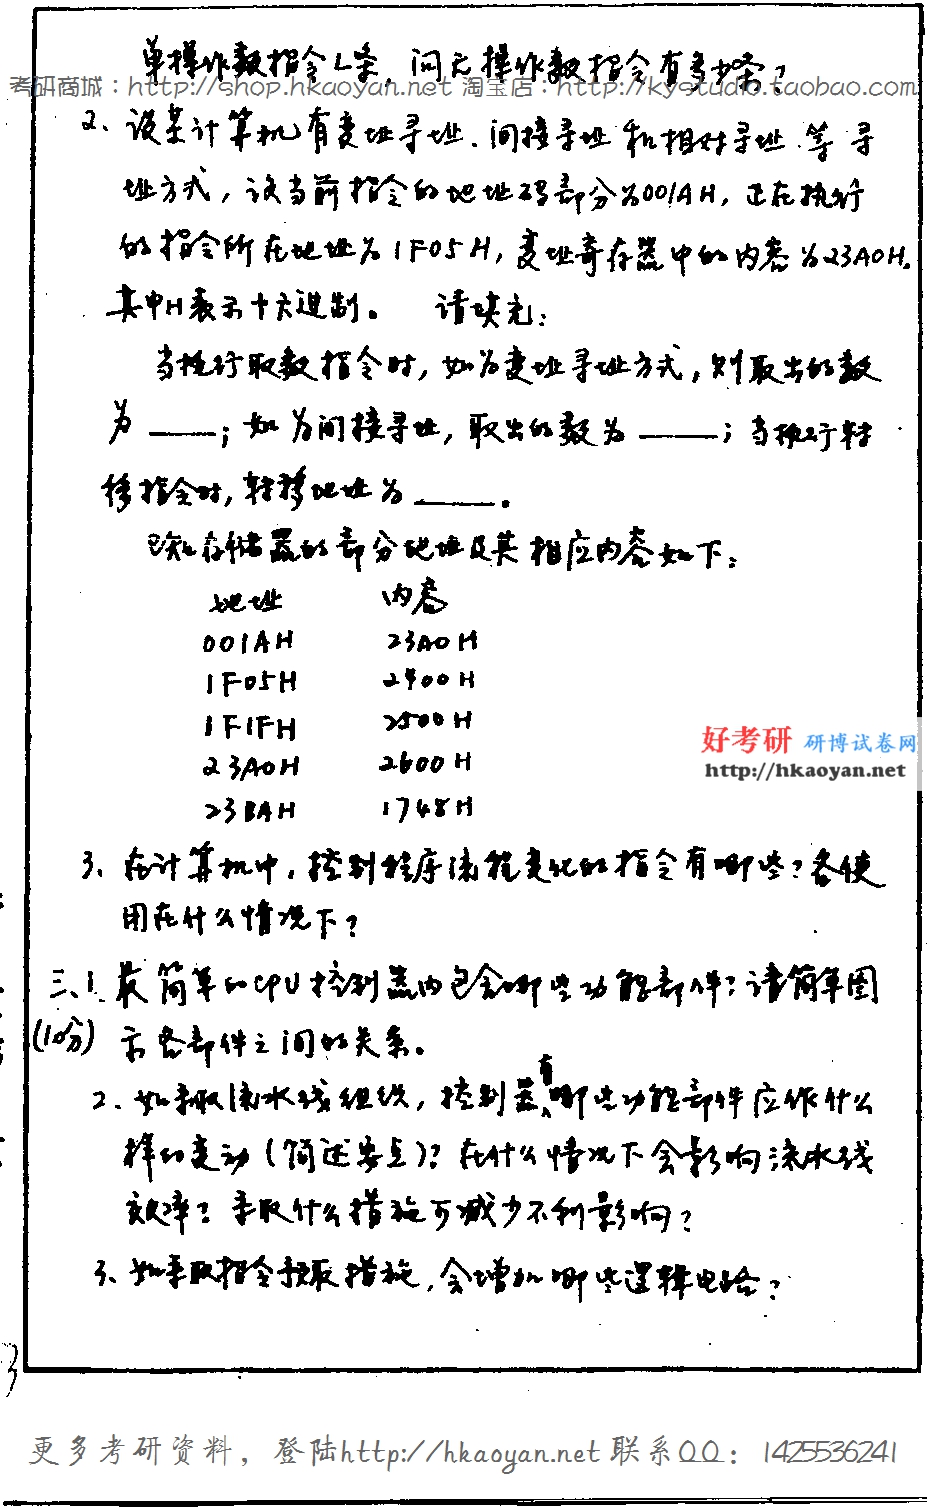 单操作数指令L条，问无操作数指令有多少条？
考研商城：http://shop.hkaoyan.net 淘宝店：http://kystudio.taobao.com
2、设某计算机有变址寻址、间接寻址和相对寻址等寻
址方式，设当前指令的地址码部分为001AH，正在执行
的指令所在地址为1F05H，变址寄存器中的内容为23A0H。
其中H表示十六进制。 请填充：
当执行取数指令时，如为变址寻址方式，则取出的数
为____；如为间接寻址，取出的数为____；当执行转
移指令时，转移地址为____。
已知存储器的部分地址及其相应内容如下：
地址 内容
001AH 23A0H
1F05H 2400H
1F1FH 2500H
23A0H 2600H
23BAH 1748H
好考研 研博试卷网
http://hkaoyan.net
3、在计算机中，控制程序流程变化的指令有哪些？各使
用在什么情况下？
三、1、最简单的CPU控制器内包含哪些功能部件？请简单图
(10分) 示各部件之间的关系。
2、如采取流水线组织，控制器有哪些功能部件应作什么
样的变动（简述要点）？在什么情况下会影响流水线
效率？采取什么措施可减少不利影响？
3、如采取指令预取措施，会增加哪些逻辑电路？
更多考研资料，登陆http://hkaoyan.net 联系QQ：1425536241